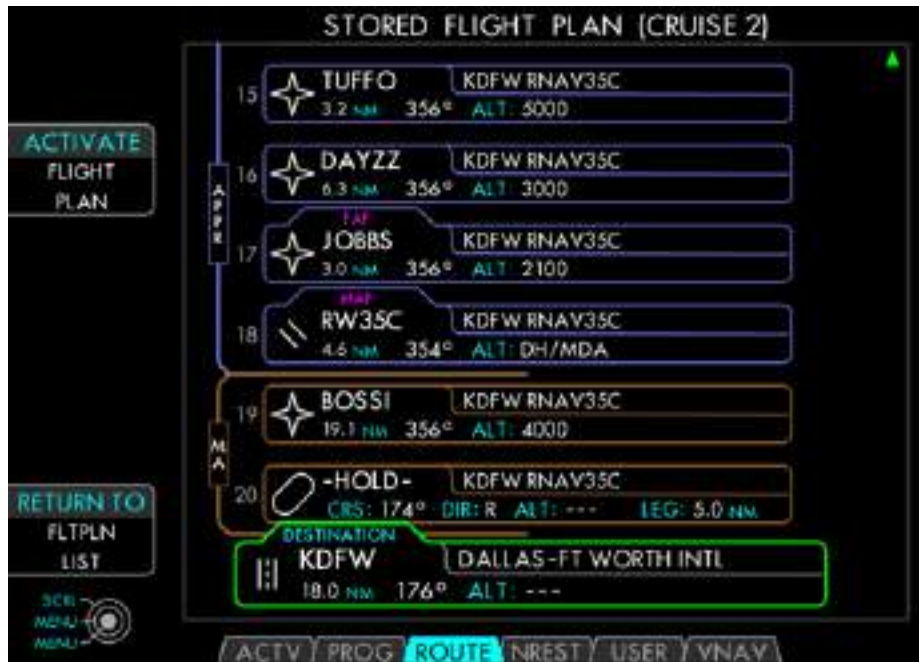 STORED FLIGHT PLAN (CRUISE 2)
ACTIVATE
FLIGHT
PLAN
RETURN TO
FLTPLN
LIST
SCRL
MENU
MENU
APPR
15 TUFFO KDFW RNAV35C
3.2 NM 356° ALT: 5000
16 DAYZZ KDFW RNAV35C
6.3 NM 356° ALT: 3000
FAF
17 JOBBS KDFW RNAV35C
3.0 NM 356° ALT: 2100
MAP
18 RW35C KDFW RNAV35C
4.6 NM 354° ALT: DH/MDA
MA
19 BOSSI KDFW RNAV35C
19.1 NM 356° ALT: 4000
20 -HOLD- KDFW RNAV35C
CRS: 174° DIR: R ALT: --- LEG: 5.0 NM
DESTINATION
KDFW DALLAS-FT WORTH INTL
18.0 NM 176° ALT: ---
ACTV PROG ROUTE NREST USER VNAV